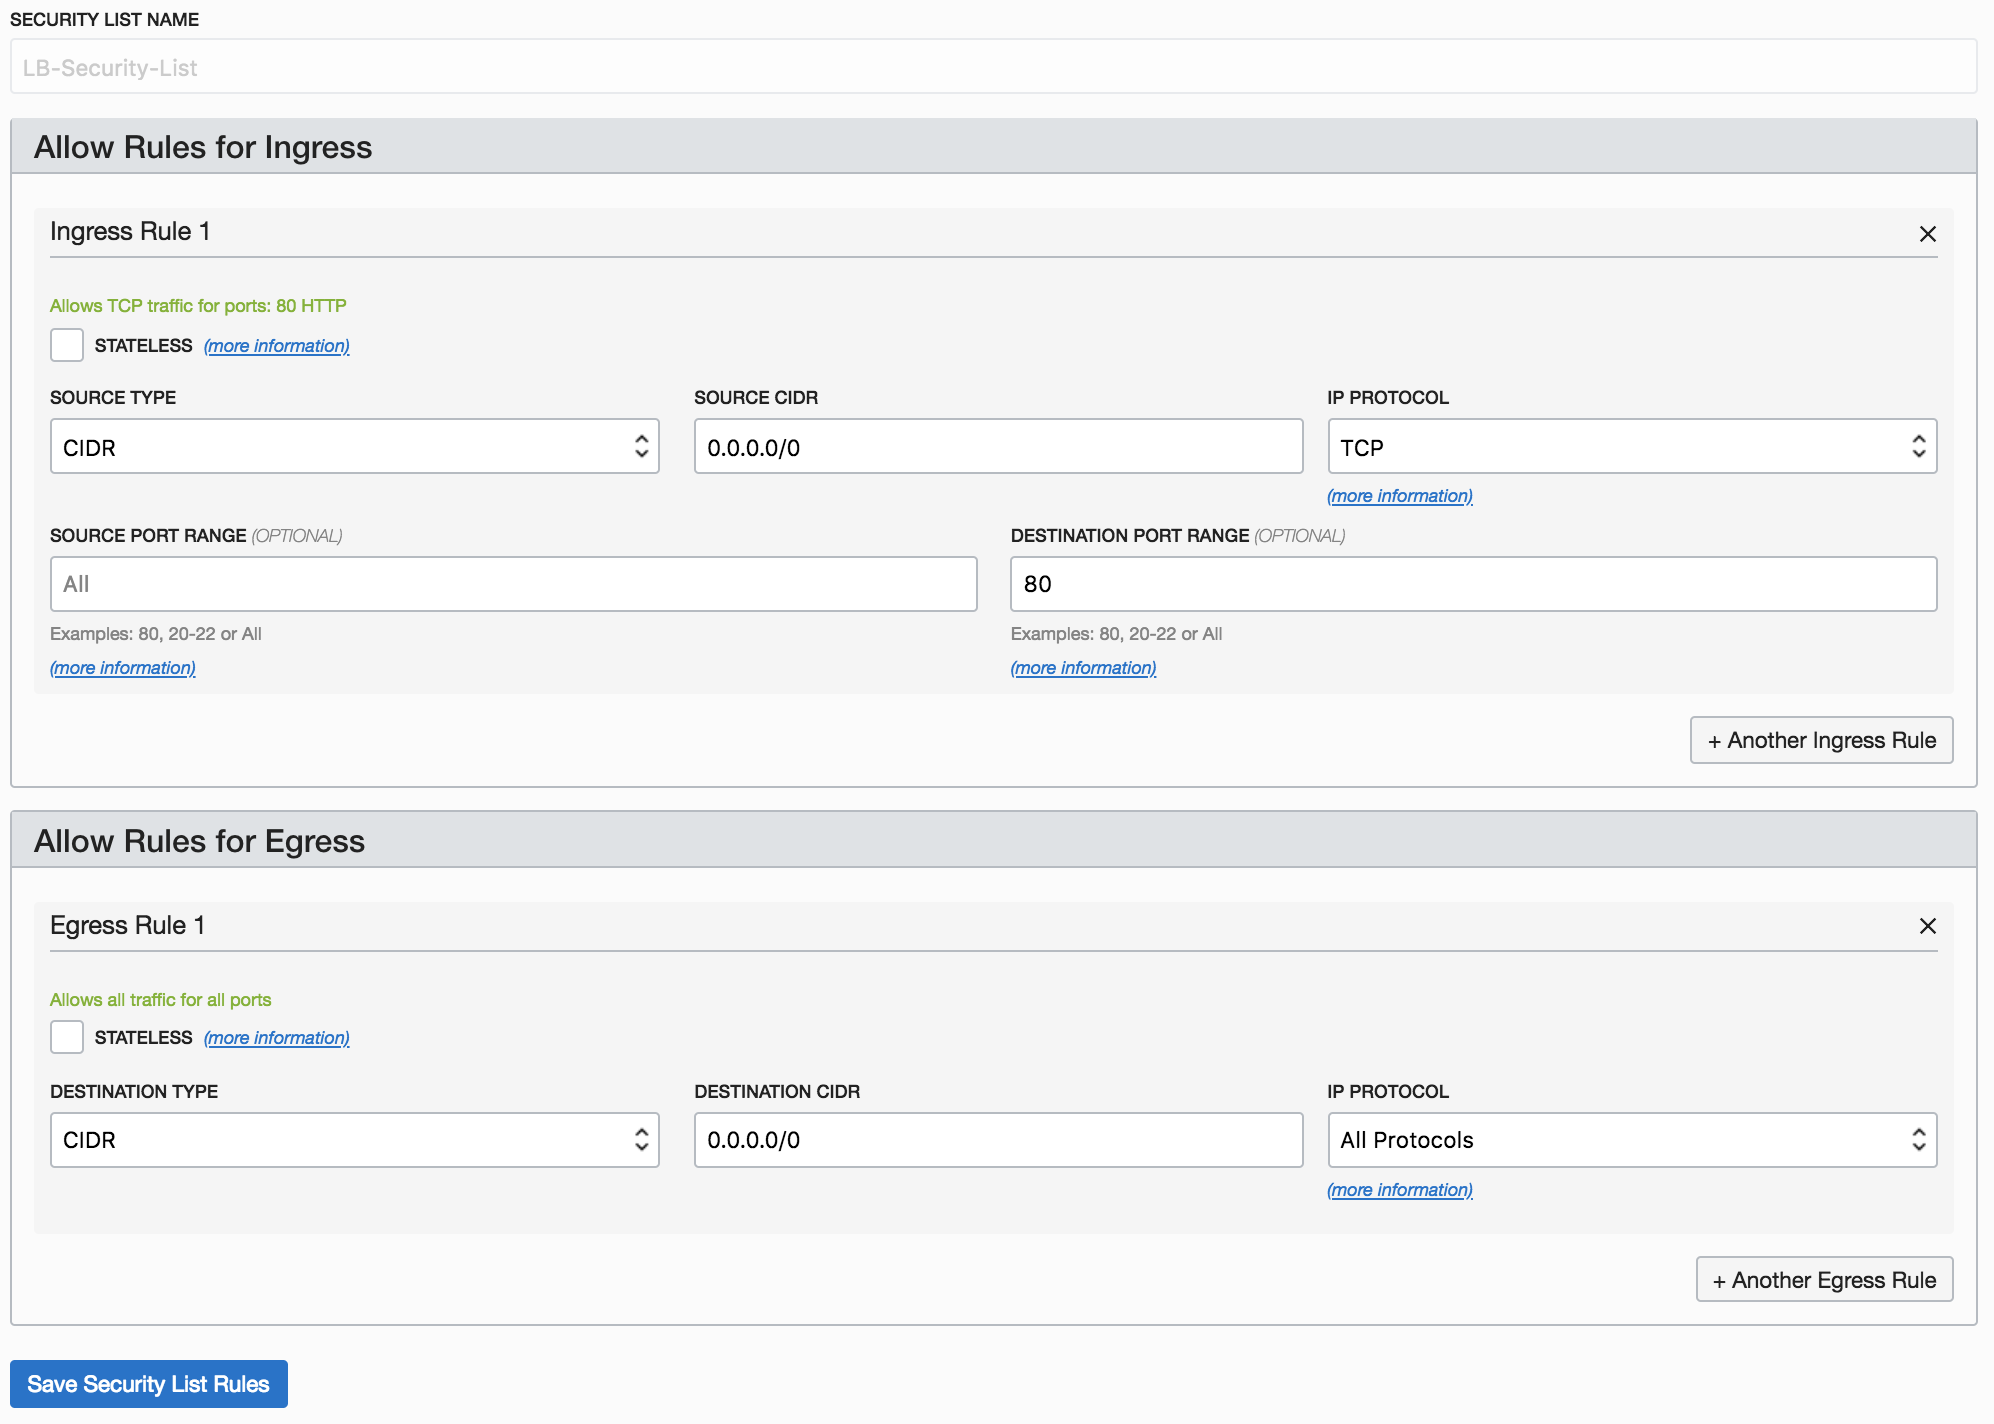 SECURITY LIST NAME
LB-Security-List
Allow Rules for Ingress
Ingress Rule 1
Allows TCP traffic for ports: 80 HTTP
STATELESS (more information)
SOURCE TYPE SOURCE CIDR IP PROTOCOL
CIDR 0.0.0.0/0 TCP
(more information)
SOURCE PORT RANGE (OPTIONAL) DESTINATION PORT RANGE (OPTIONAL)
All 80
Examples: 80, 20-22 or All Examples: 80, 20-22 or All
(more information) (more information)
+ Another Ingress Rule
Allow Rules for Egress
Egress Rule 1
Allows all traffic for all ports
STATELESS (more information)
DESTINATION TYPE DESTINATION CIDR IP PROTOCOL
CIDR 0.0.0.0/0 All Protocols
(more information)
+ Another Egress Rule
Save Security List Rules